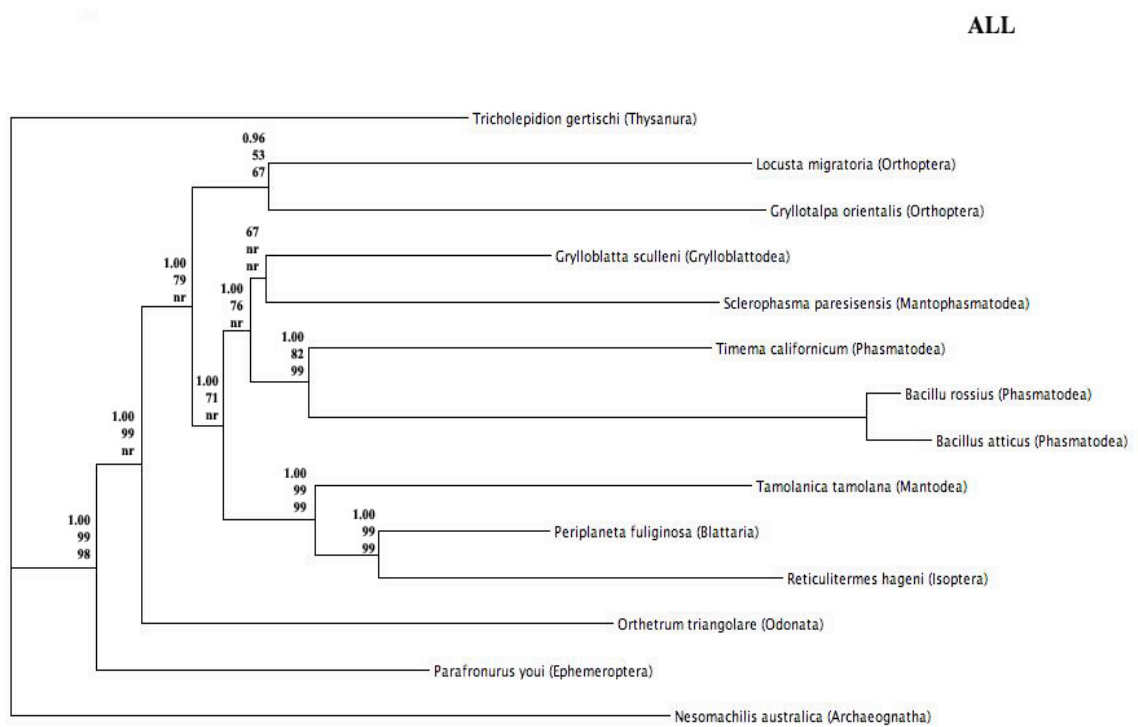 ALL
Tricholepidion gertischi (Thysanura)
0.96
53
67
Locusta migratoria (Orthoptera)
Gryllotalpa orientalis (Orthoptera)
67
nr
nr
Grylloblatta sculleni (Grylloblattodea)
1.00
79
nr
1.00
76
nr
Sclerophasma paresisensis (Mantophasmatodea)
1.00
82
99
Timema californicum (Phasmatodea)
1.00
71
nr
Bacillu rossius (Phasmatodea)
1.00
99
nr
Bacillus atticus (Phasmatodea)
1.00
99
99
Tamolanica tamolana (Mantodea)
1.00
99
99
Periplaneta fuliginosa (Blattaria)
1.00
99
98
Reticulitermes hageni (Isoptera)
Orthetrum triangolare (Odonata)
Parafronurus youi (Ephemeroptera)
Nesomachilis australica (Archaeognatha)